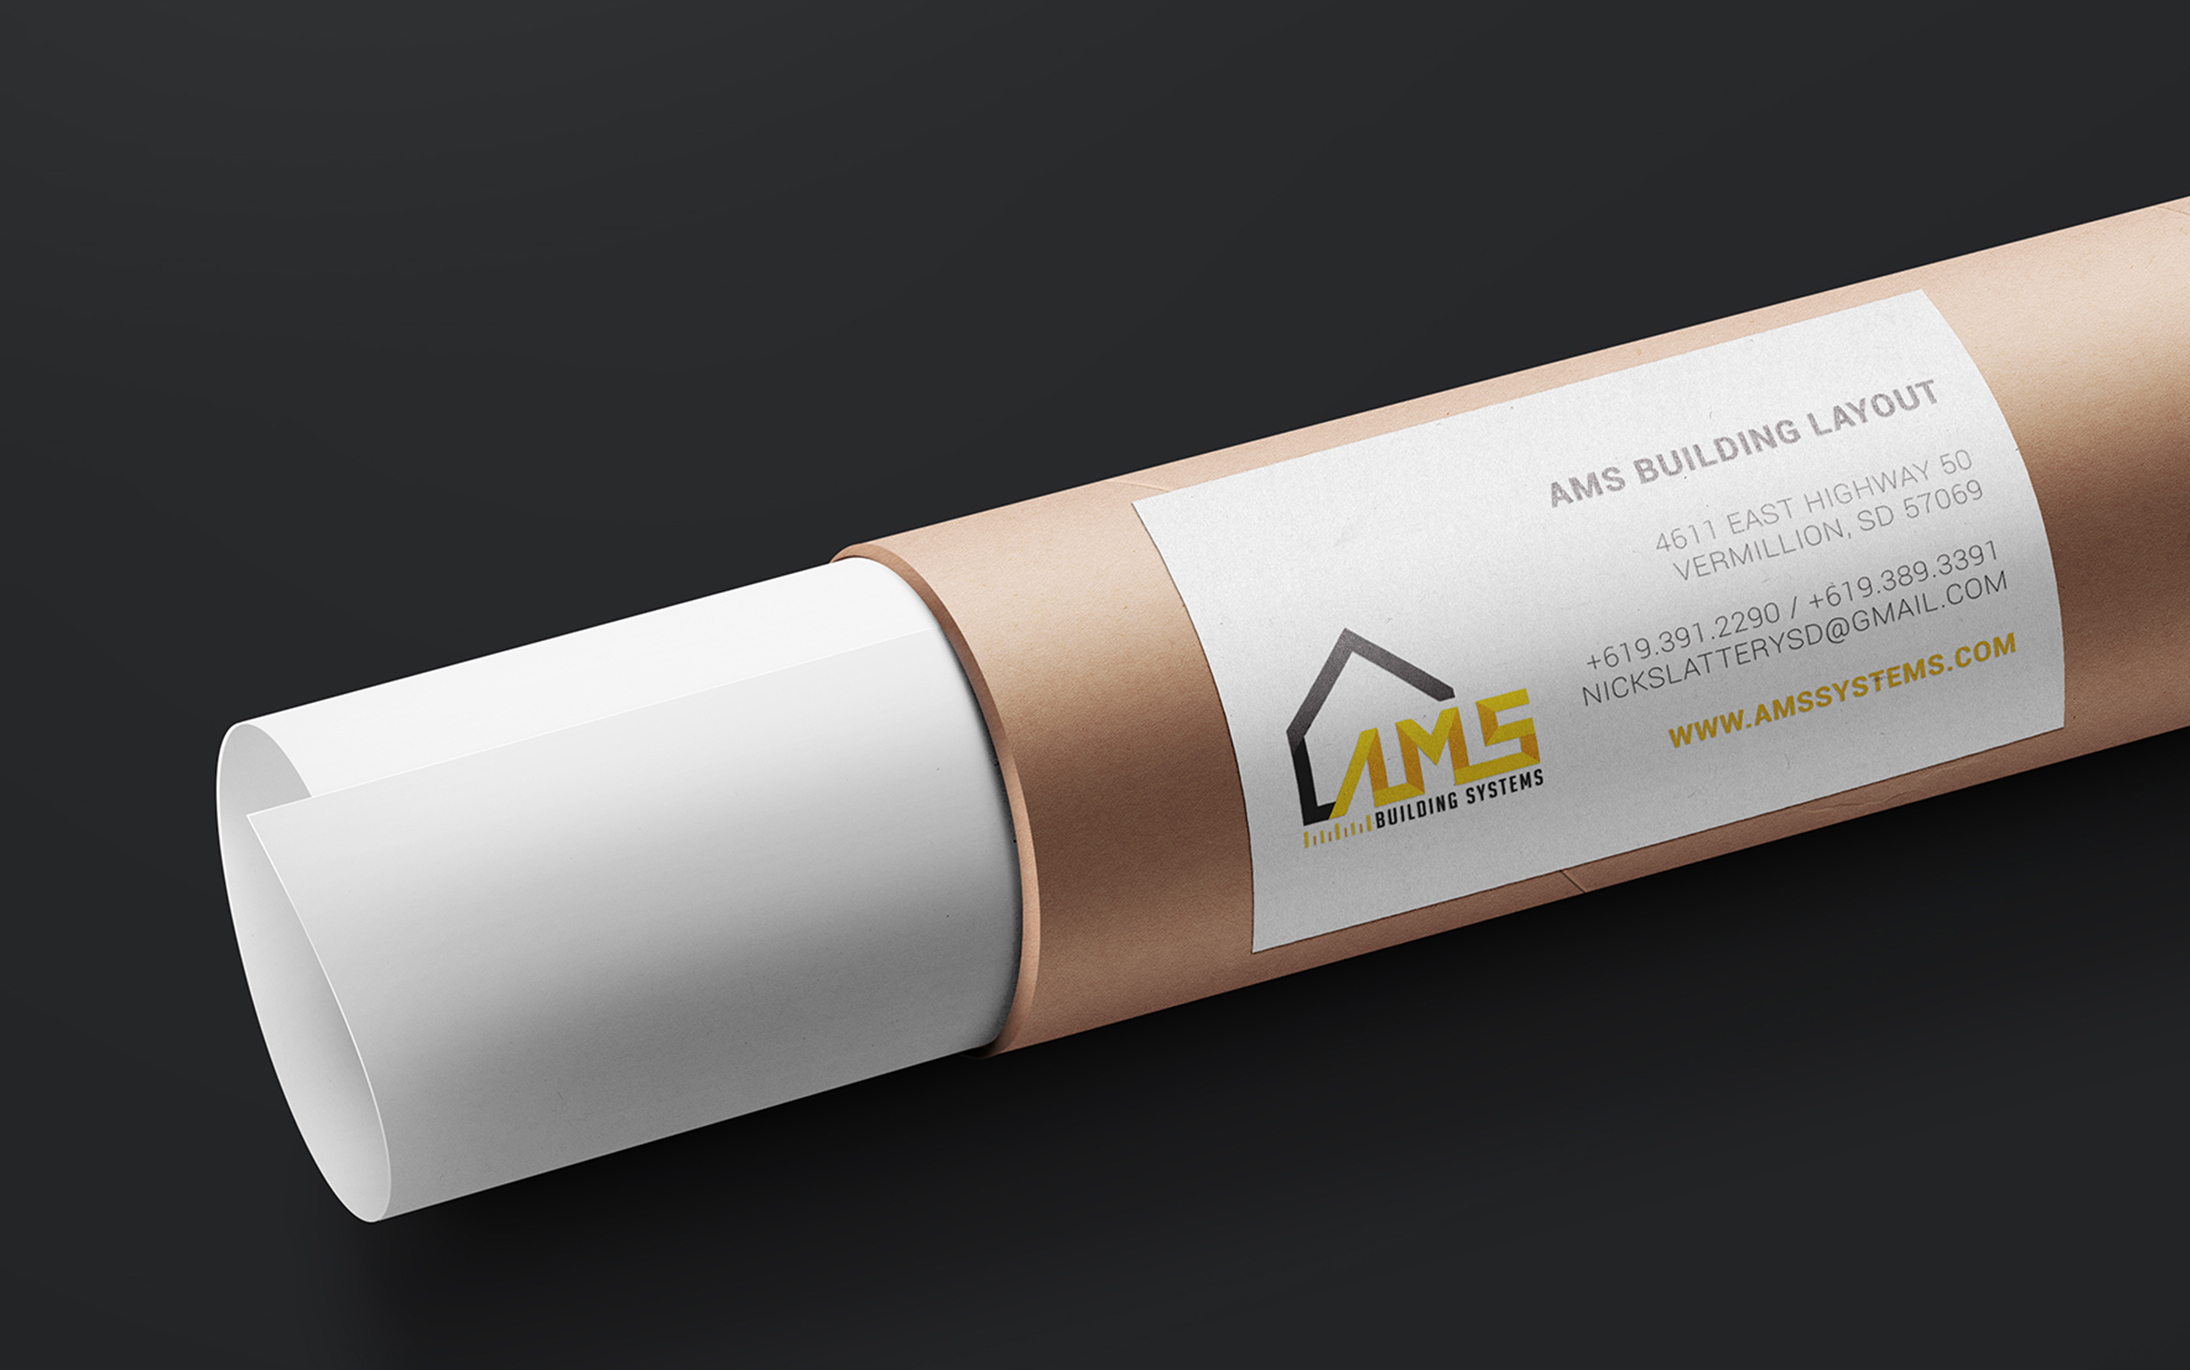 AMS BUILDING LAYOUT
4611 EAST HIGHWAY 50
VERMILLION, SD 57069
+619.391.2290 / +619.389.3391
NICKSLATTERYSD@GMAIL.COM
WWW.AMSSYSTEMS.COM
AMS
BUILDING SYSTEMS